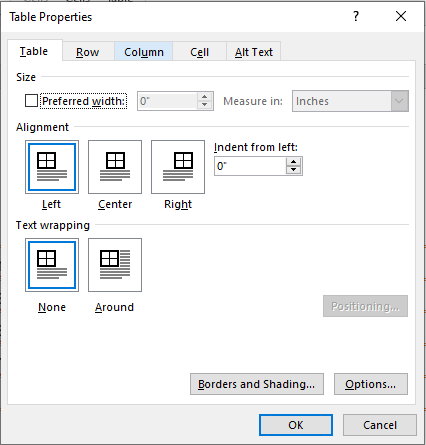 Table Properties ? ×
Table Row Column Cell Alt Text
Size
Preferred width: 0" Measure in: Inches
Alignment
Indent from left:
0"
Left Center Right
Text wrapping
None Around
Positioning...
Borders and Shading... Options...
OK Cancel